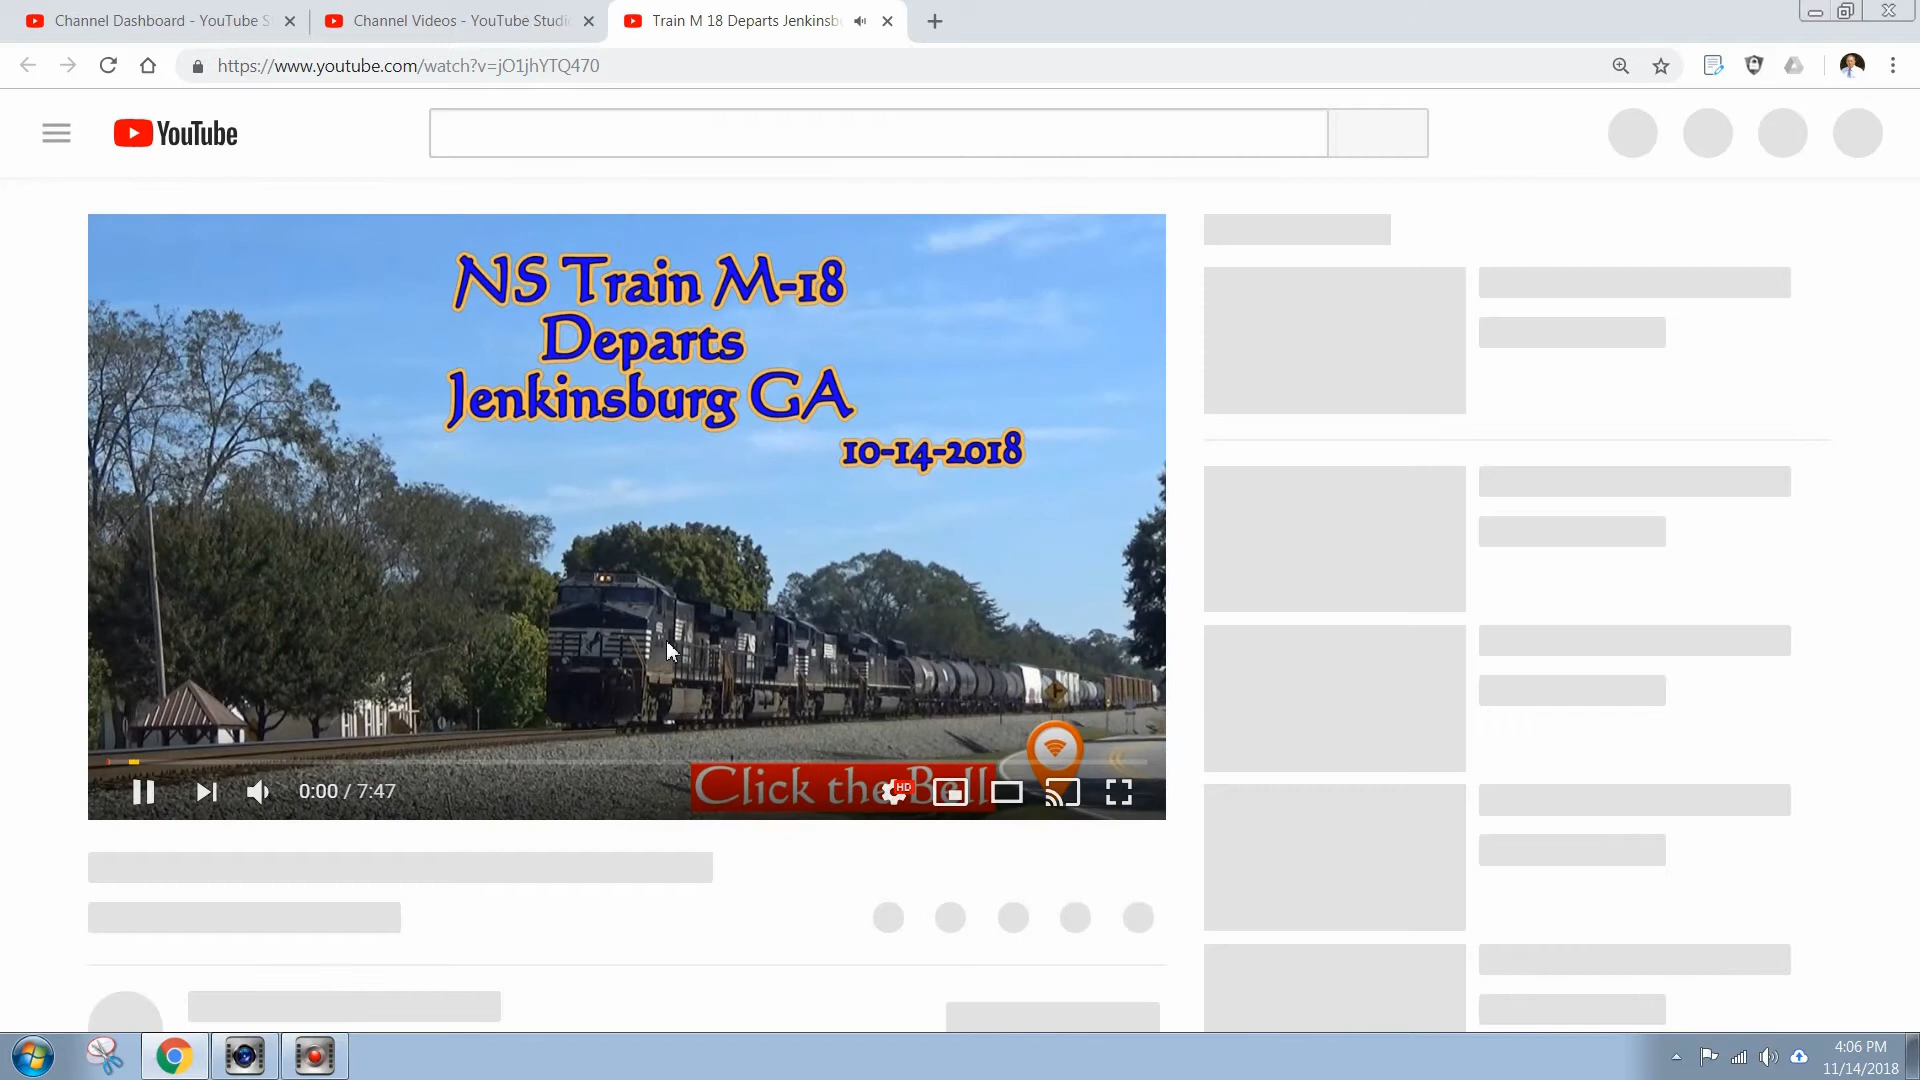 Channel Dashboard - YouTube S
Channel Videos - YouTube Studi
Train M 18 Departs Jenkinsb
https://www.youtube.com/watch?v=jO1jhYTQ470
YouTube
NS Train M-18
Departs
Jenkinsburg GA
10-14-2018
0:00 / 7:47
Click the Bell
HD
4:06 PM
11/14/2018